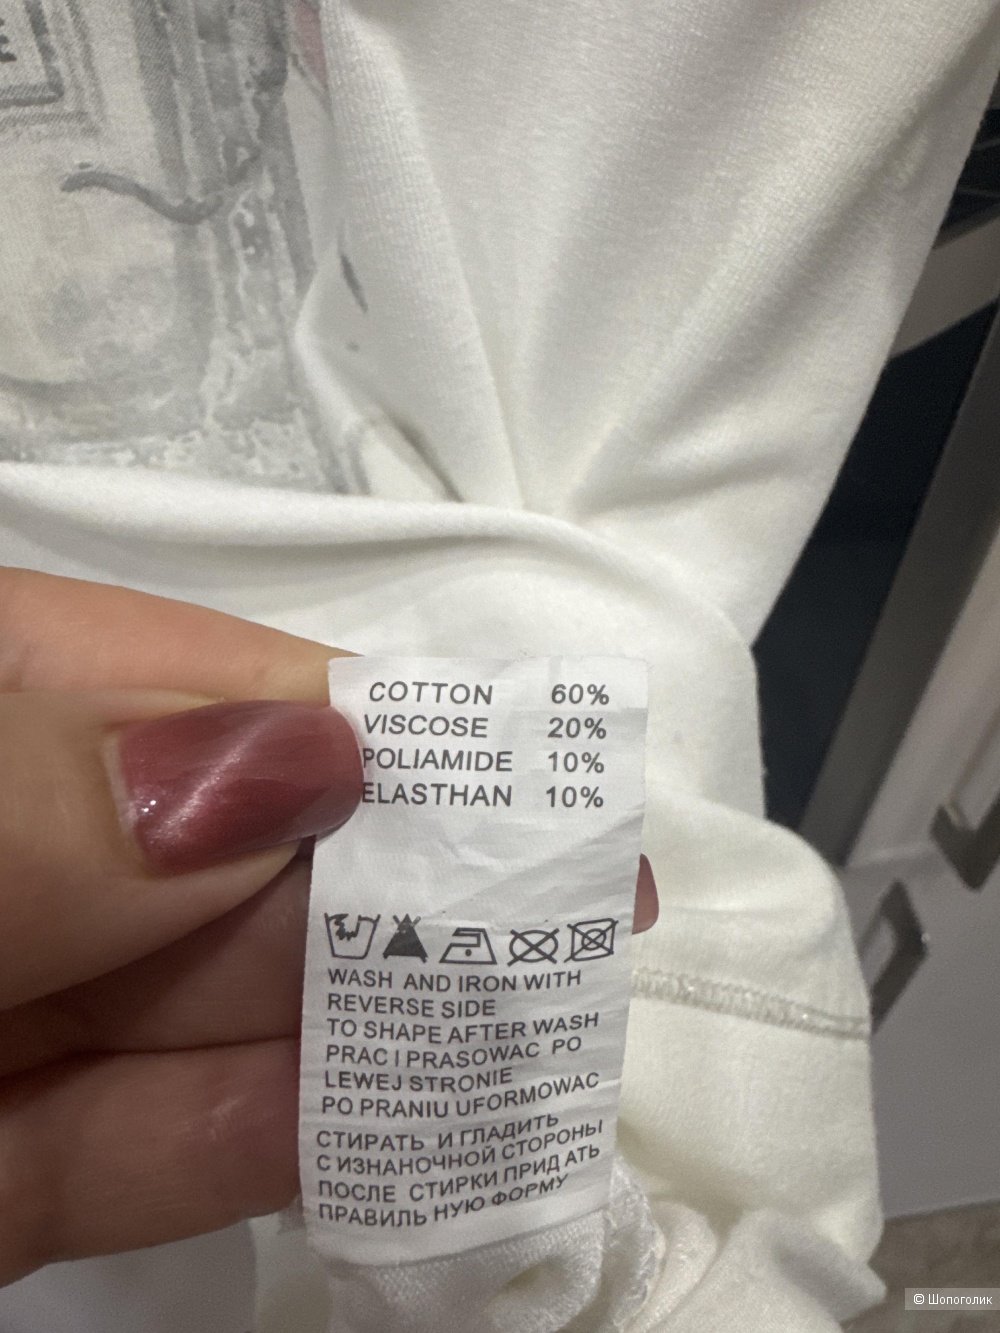 COTTON 60%
VISCOSE 20%
POLIAMIDE 10%
ELASTHAN 10%
WASH AND IRON WITH
REVERSE SIDE
TO SHAPE AFTER WASH
PRAC I PRASOWAC PO
LEWEJ STRONIE
PO PRANIU UFORMOWAC
СТИРАТЬ И ГЛАДИТЬ
С ИЗНАНОЧНОЙ СТОРОНЫ
ПОСЛЕ СТИРКИ ПРИД АТЬ
ПРАВИЛЬ НУЮ ФОРМУ
© Шопоголик